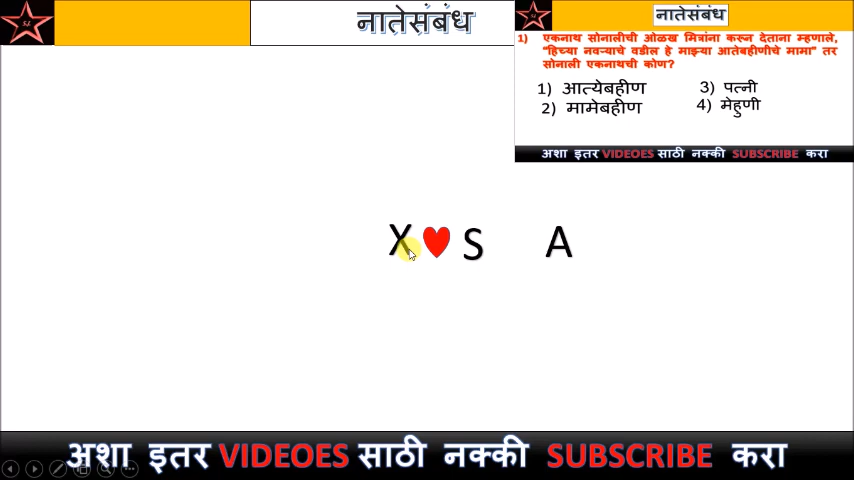 नातेसंबंध
नातेसंबंध
1) एकनाथ सोनालीची ओळख मित्रांना करून देताना म्हणाले,
"हिच्या नवऱ्याचे वडील हे माझ्या आतेबहीणीचे मामा" तर
सोनाली एकनाथची कोण?
1) आत्येबहीण 3) पत्नी
2) मामेबहीण 4) मेहुणी
अशा इतर VIDEOES साठी नक्की SUBSCRIBE करा
X S A
अशा इतर VIDEOES साठी नक्की SUBSCRIBE करा